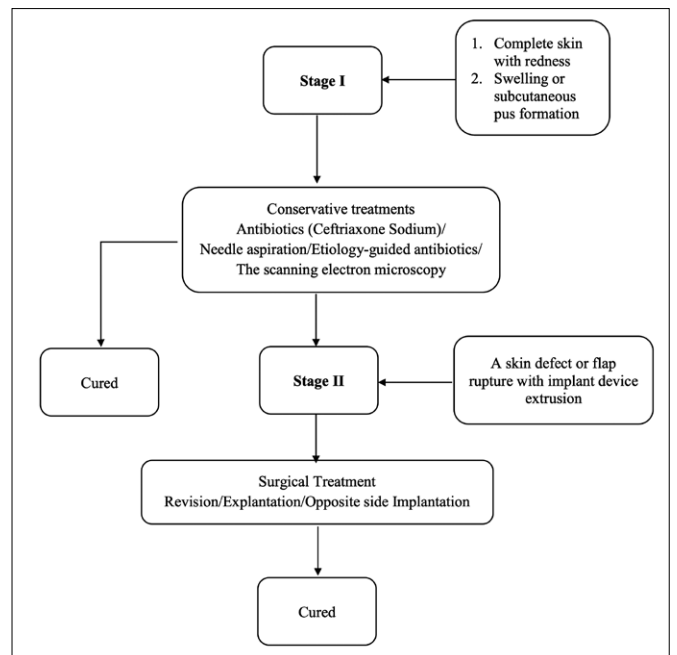 1. Complete skin
with redness
2. Swelling or
subcutaneous
pus formation
Stage I
Conservative treatments
Antibiotics (Ceftriaxone Sodium)/
Needle aspiration/Etiology-guided antibiotics/
The scanning electron microscopy
Cured
Stage II
A skin defect or flap
rupture with implant device
extrusion
Surgical Treatment
Revision/Explantation/Opposite side Implantation
Cured